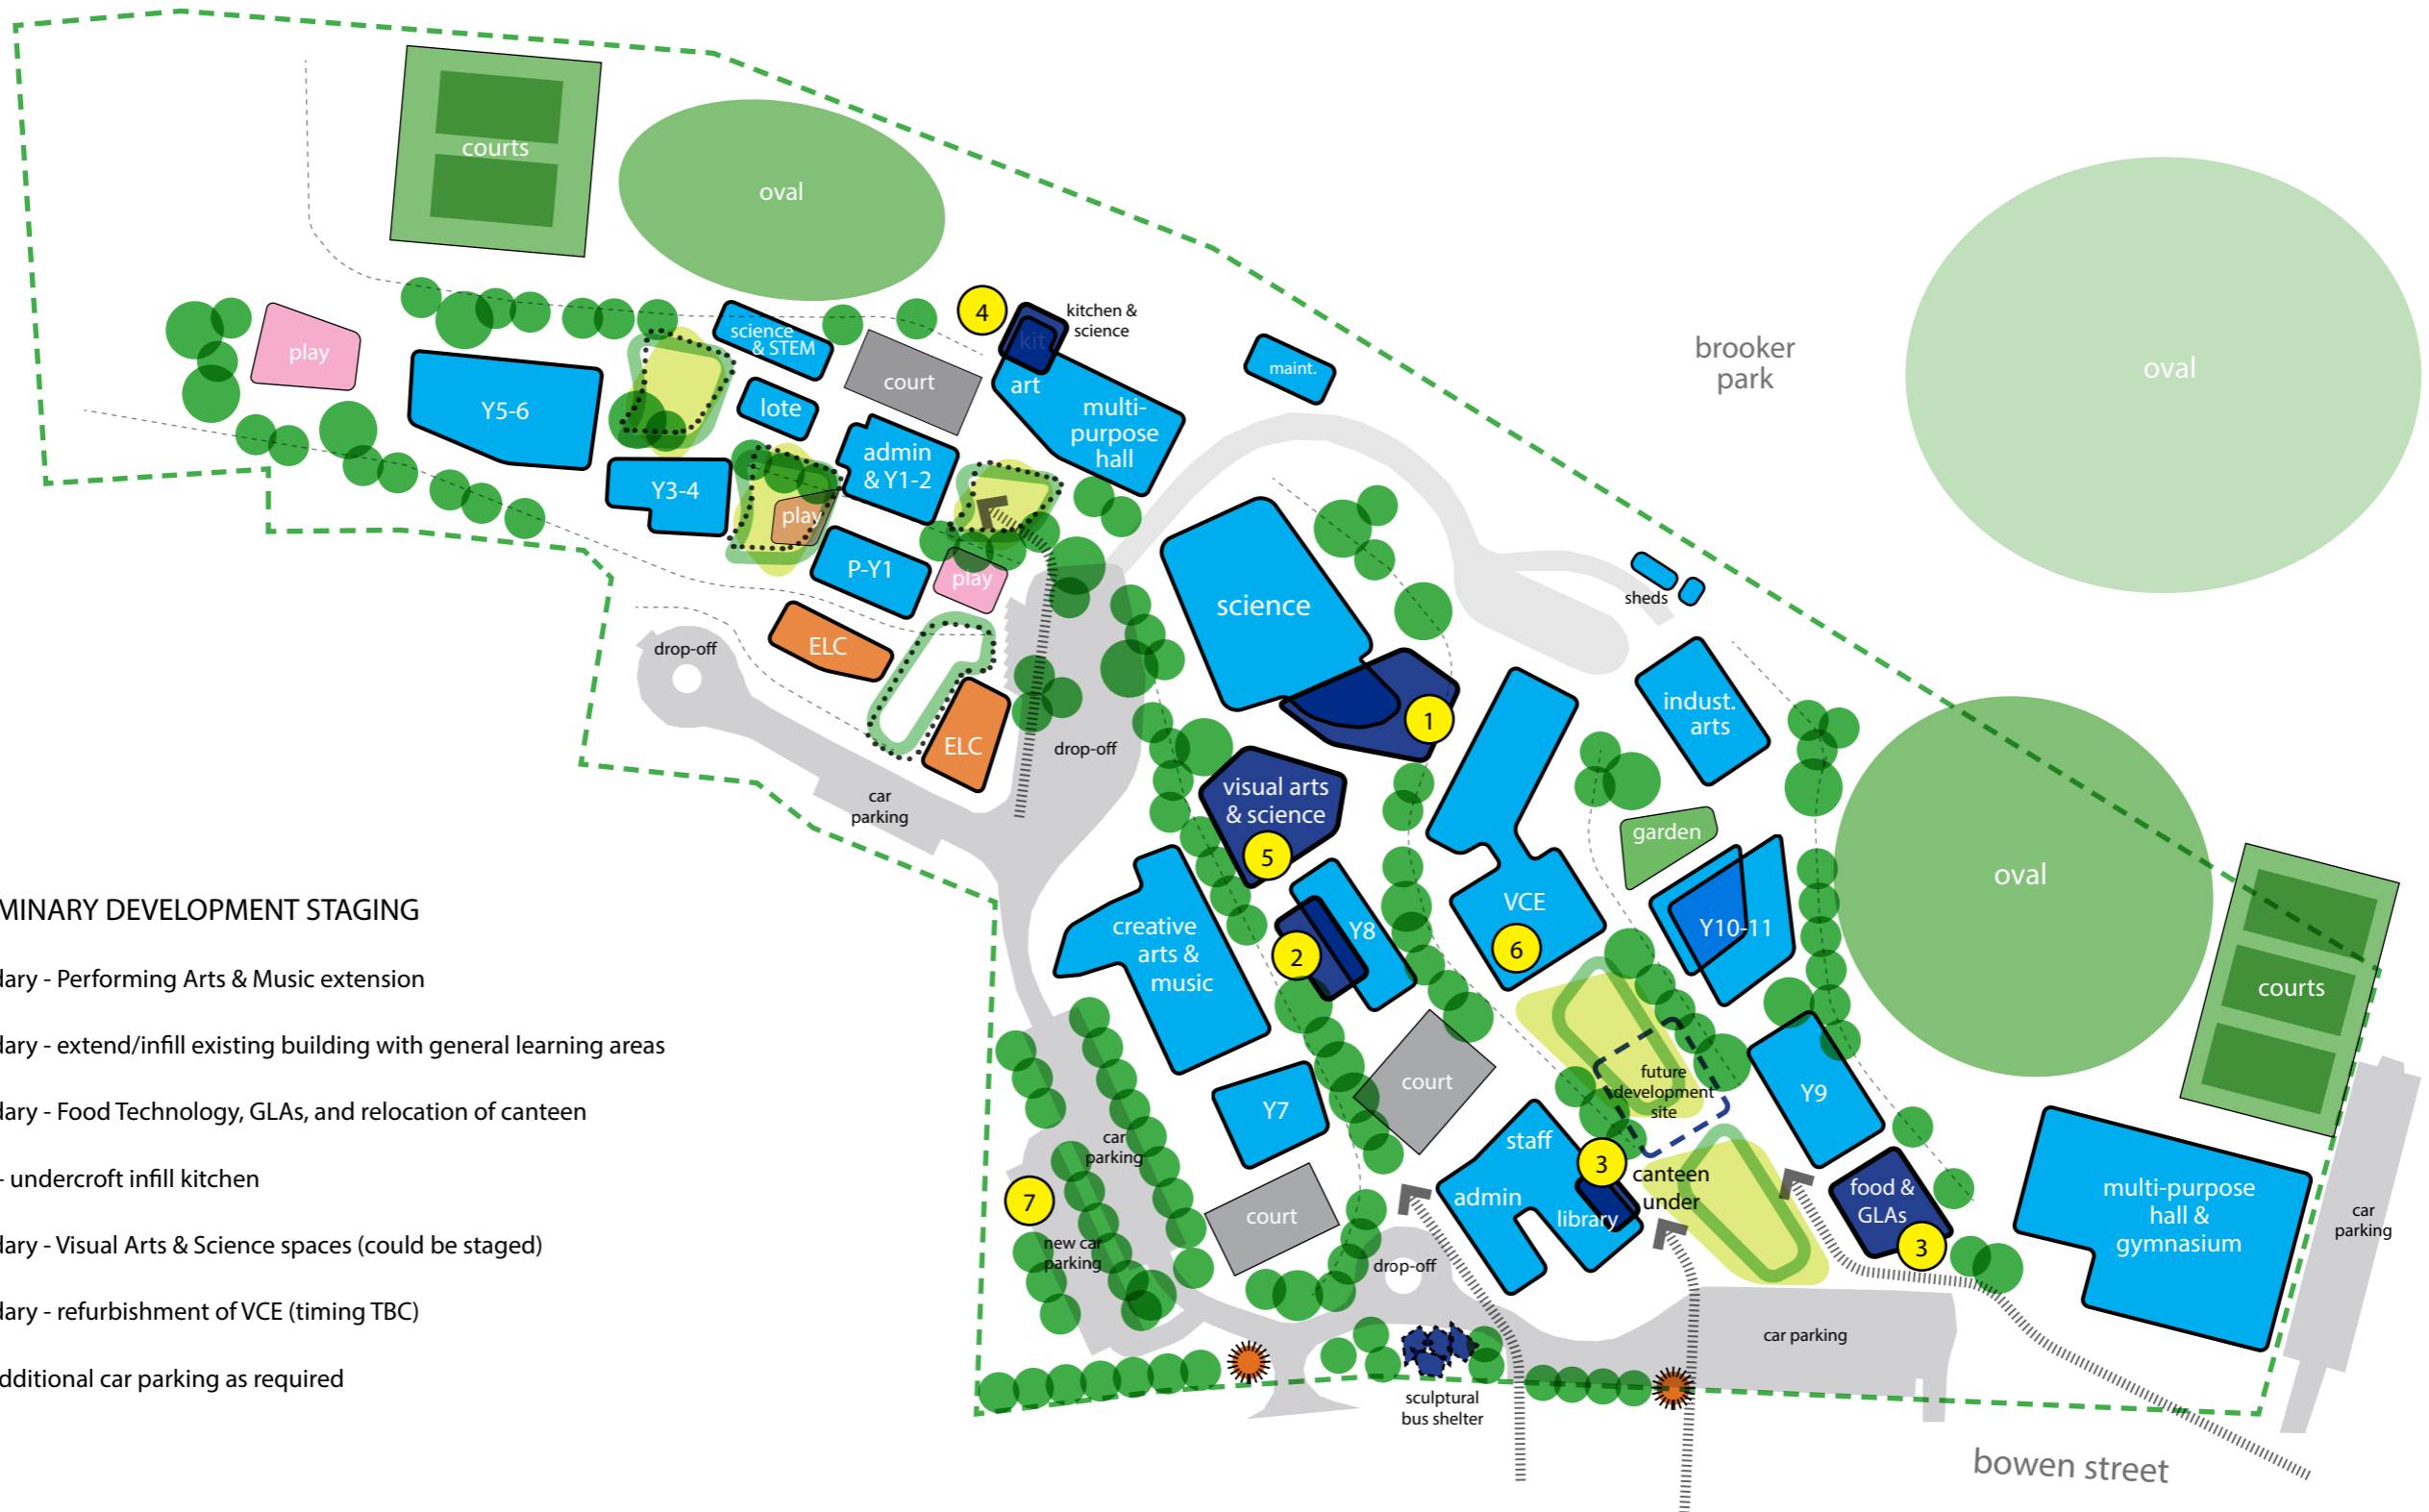 courts
oval
4
kitchen &
science
kit
art
multi-
purpose
hall
maint.
brooker
park
oval
play
Y5-6
science
& STEM
lote
court
admin
& Y1-2
Y3-4
play
P-Y1
play
ELC
ELC
drop-off
drop-off
car
parking
science
1
sheds
indust.
arts
visual arts
& science
5
garden
oval
courts
creative
arts &
music
2
Y8
VCE
6
Y10-11
future
development
site
Y9
court
Y7
car
parking
7
new car
parking
court
staff
admin
library
3
canteen
under
food &
GLAs
3
multi-purpose
hall &
gymnasium
car
parking
drop-off
car parking
sculptural
bus shelter
bowen street
MINARY DEVELOPMENT STAGING
dary - Performing Arts & Music extension
dary - extend/infill existing building with general learning areas
dary - Food Technology, GLAs, and relocation of canteen
- undercroft infill kitchen
dary - Visual Arts & Science spaces (could be staged)
dary - refurbishment of VCE (timing TBC)
additional car parking as required